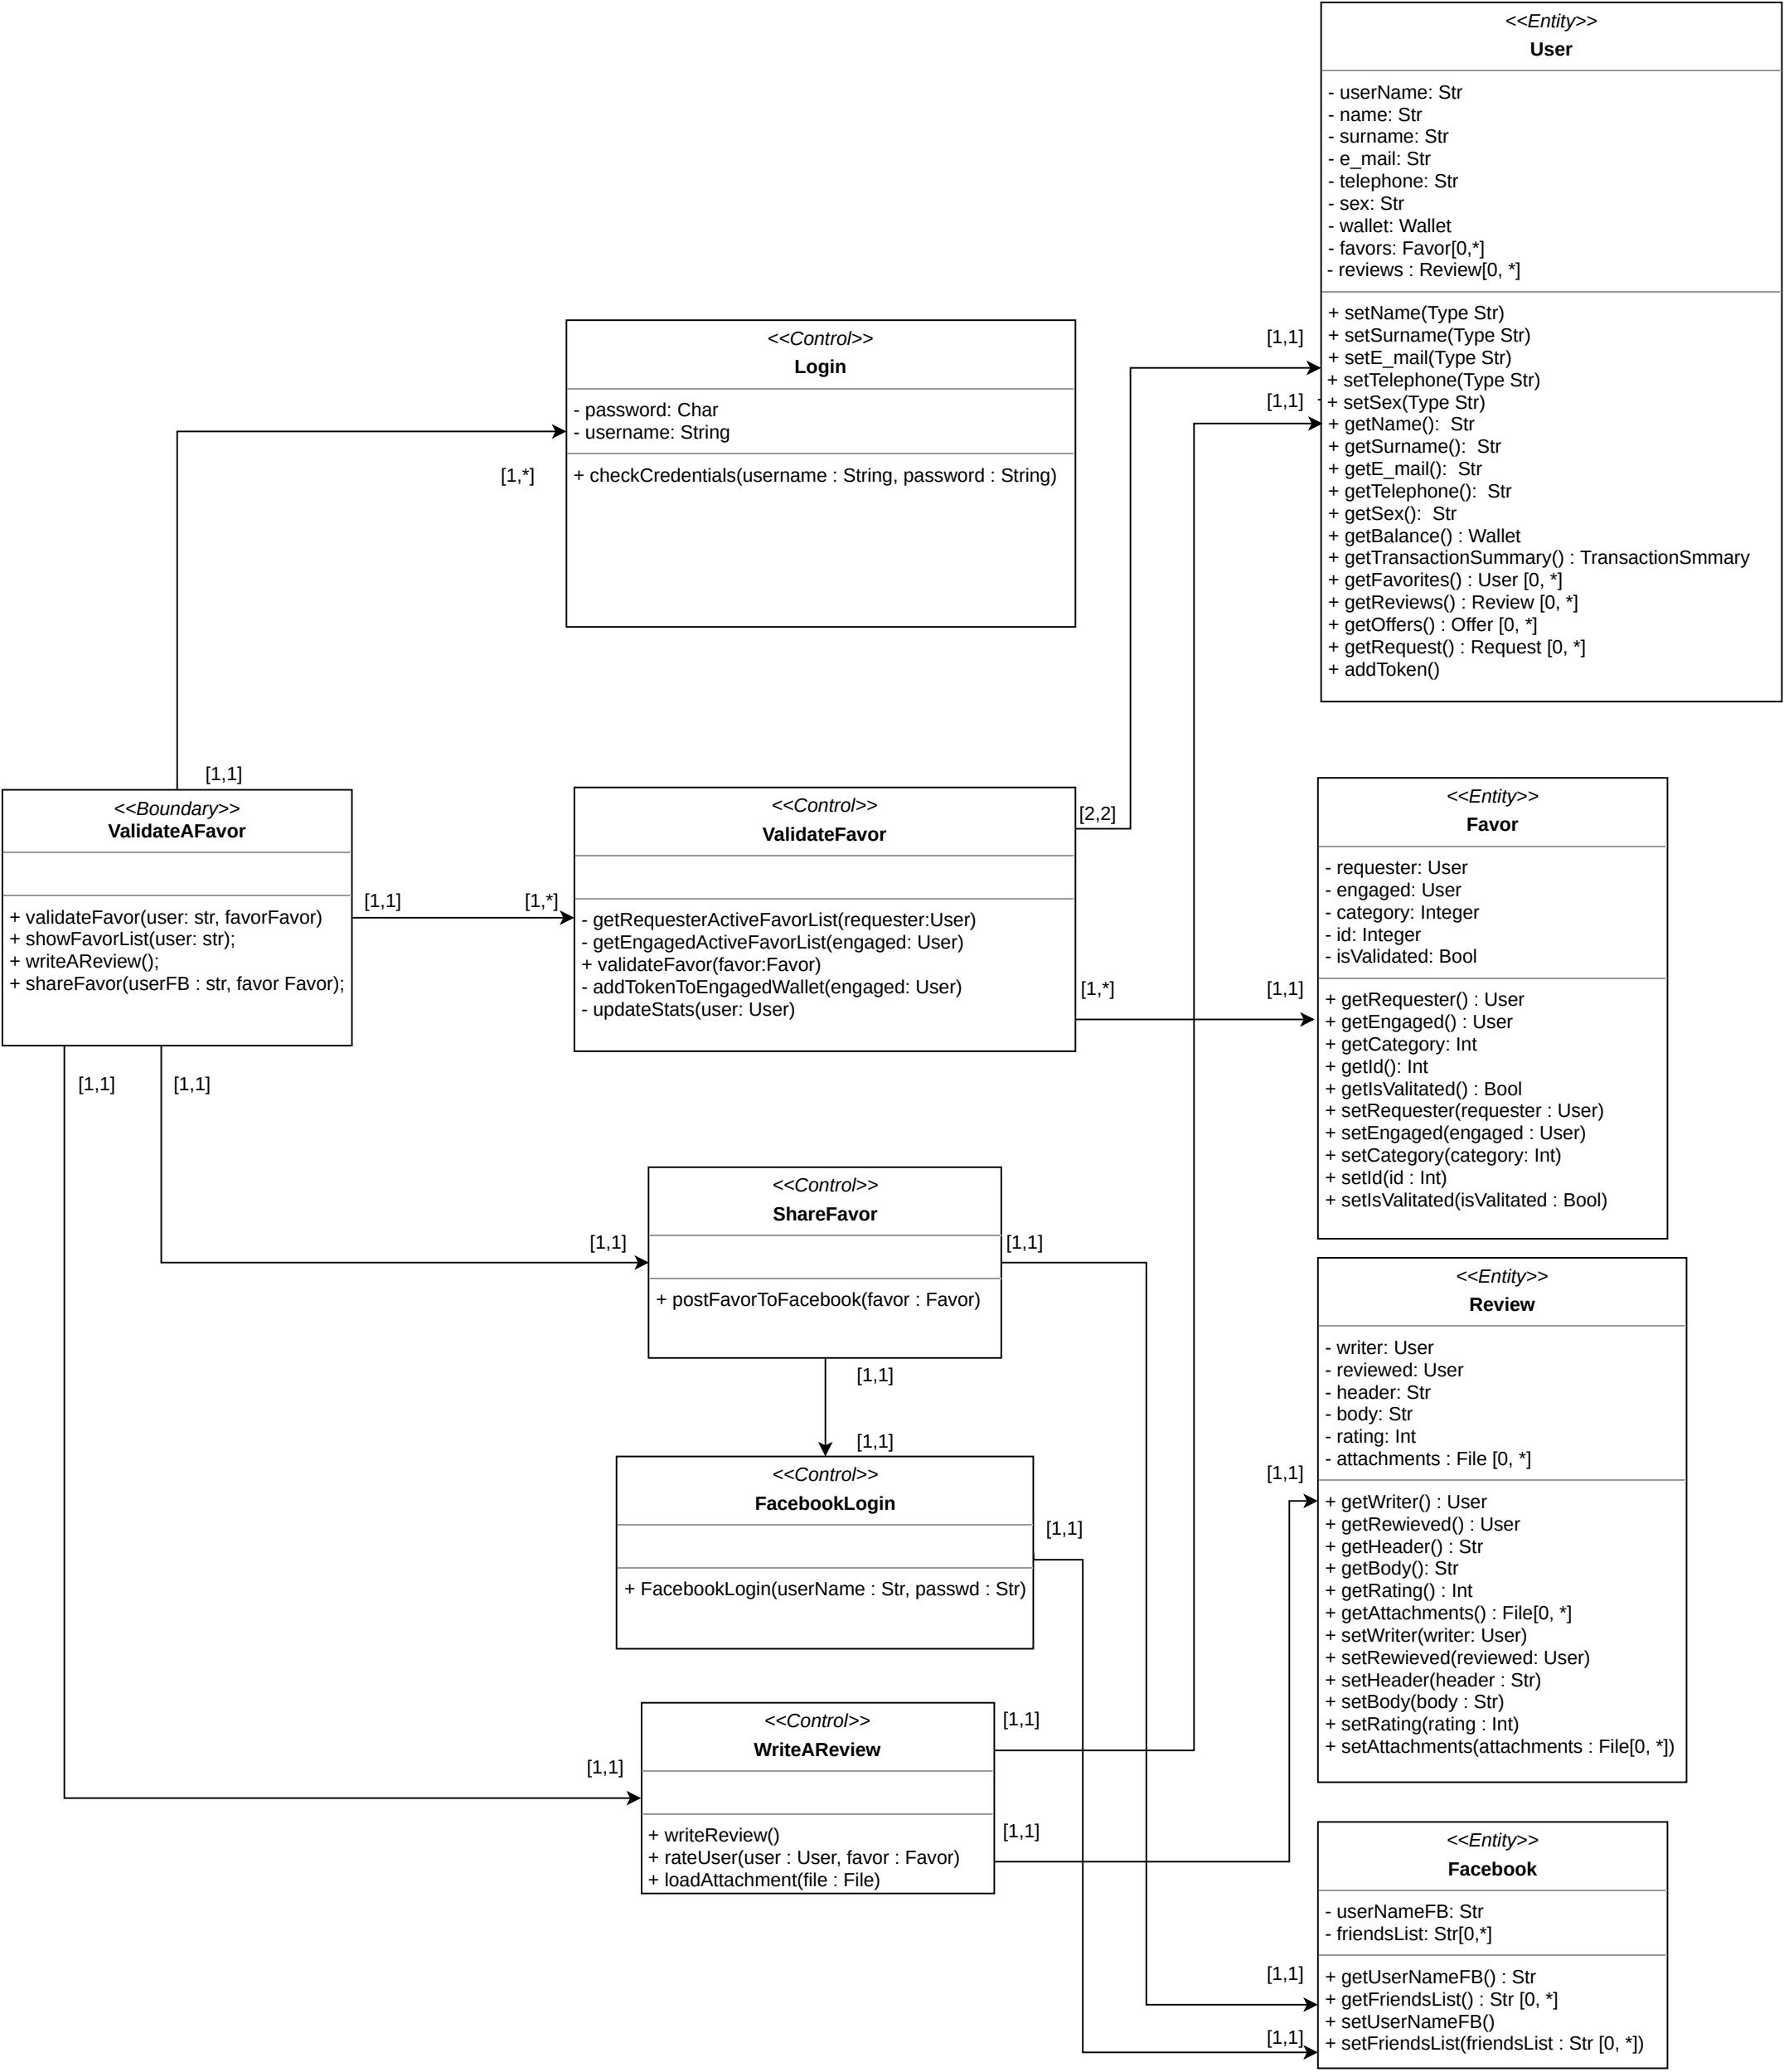 <<Entity>>
User
- userName: Str
- name: Str
- surname: Str
- e_mail: Str
- telephone: Str
- sex: Str
- wallet: Wallet
- favors: Favor[0,*]
- reviews : Review[0, *]
+ setName(Type Str)
+ setSurname(Type Str)
+ setE_mail(Type Str)
+ setTelephone(Type Str)
+ setSex(Type Str)
+ getName():  Str
+ getSurname():  Str
+ getE_mail():  Str
+ getTelephone():  Str
+ getSex():  Str
+ getBalance() : Wallet
+ getTransactionSummary() : TransactionSmmary
+ getFavorites() : User [0, *]
+ getReviews() : Review [0, *]
+ getOffers() : Offer [0, *]
+ getRequest() : Request [0, *]
+ addToken()
[1,1]
[1,1]
<<Control>>
Login
- password: Char
- username: String
+ checkCredentials(username : String, password : String)
[1,*]
[1,1]
<<Boundary>>
ValidateAFavor
+ validateFavor(user: str, favorFavor)
+ showFavorList(user: str);
+ writeAReview();
+ shareFavor(userFB : str, favor Favor);
[1,1]
[1,*]
[1,1]
[1,1]
<<Control>>
ValidateFavor
- getRequesterActiveFavorList(requester:User)
- getEngagedActiveFavorList(engaged: User)
+ validateFavor(favor:Favor)
- addTokenToEngagedWallet(engaged: User)
- updateStats(user: User)
[2,2]
[1,*]
[1,1]
<<Entity>>
Favor
- requester: User
- engaged: User
- category: Integer
- id: Integer
- isValidated: Bool
+ getRequester() : User
+ getEngaged() : User
+ getCategory: Int
+ getId(): Int
+ getIsValitated() : Bool
+ setRequester(requester : User)
+ setEngaged(engaged : User)
+ setCategory(category: Int)
+ setId(id : Int)
+ setIsValitated(isValitated : Bool)
[1,1]
<<Control>>
ShareFavor
+ postFavorToFacebook(favor : Favor)
[1,1]
[1,1]
[1,1]
<<Control>>
FacebookLogin
+ FacebookLogin(userName : Str, passwd : Str)
[1,1]
<<Entity>>
Review
- writer: User
- reviewed: User
- header: Str
- body: Str
- rating: Int
- attachments : File [0, *]
+ getWriter() : User
+ getRewieved() : User
+ getHeader() : Str
+ getBody(): Str
+ getRating() : Int
+ getAttachments() : File[0, *]
+ setWriter(writer: User)
+ setRewieved(reviewed: User)
+ setHeader(header : Str)
+ setBody(body : Str)
+ setRating(rating : Int)
+ setAttachments(attachments : File[0, *])
[1,1]
[1,1]
<<Control>>
WriteAReview
+ writeReview()
+ rateUser(user : User, favor : Favor)
+ loadAttachment(file : File)
[1,1]
[1,1]
<<Entity>>
Facebook
- userNameFB: Str
- friendsList: Str[0,*]
+ getUserNameFB() : Str
+ getFriendsList() : Str [0, *]
+ setUserNameFB()
+ setFriendsList(friendsList : Str [0, *])
[1,1]
[1,1]